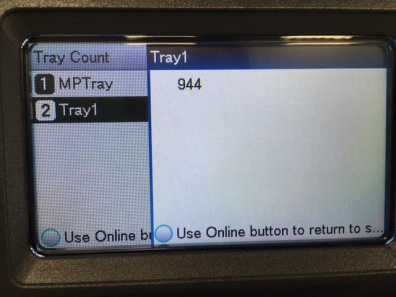 Tray Count
Tray1
1 MPTray
944
2 Tray1
Use Online b
Use Online button to return to s...